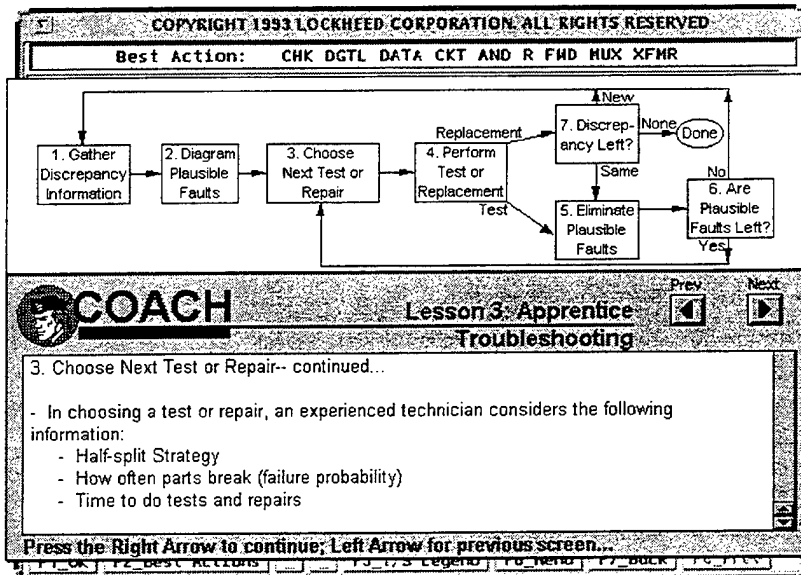 COPYRIGHT 1993 LOCKHEED CORPORATION. ALL RIGHTS RESERVED
Best Action: CHK DGTL DATA CKT AND R FWD MUX XFMR
1. Gather
Discrepancy
Information
2. Diagram
Plausible
Faults
3. Choose
Next Test or
Repair
4. Perform
Test or
Replacement
Replacement
Test
New
7. Discrep-
ancy Left?
None
Done
Same
5. Eliminate
Plausible
Faults
No
6. Are
Plausible
Faults Left?
Yes
COACH
Lesson 3: Apprentice
Troubleshooting
Prev
Next
3. Choose Next Test or Repair-- continued...
- In choosing a test or repair, an experienced technician considers the following
information:
- Half-split Strategy
- How often parts break (failure probability)
- Time to do tests and repairs
Press the Right Arrow to continue; Left Arrow for previous screen...